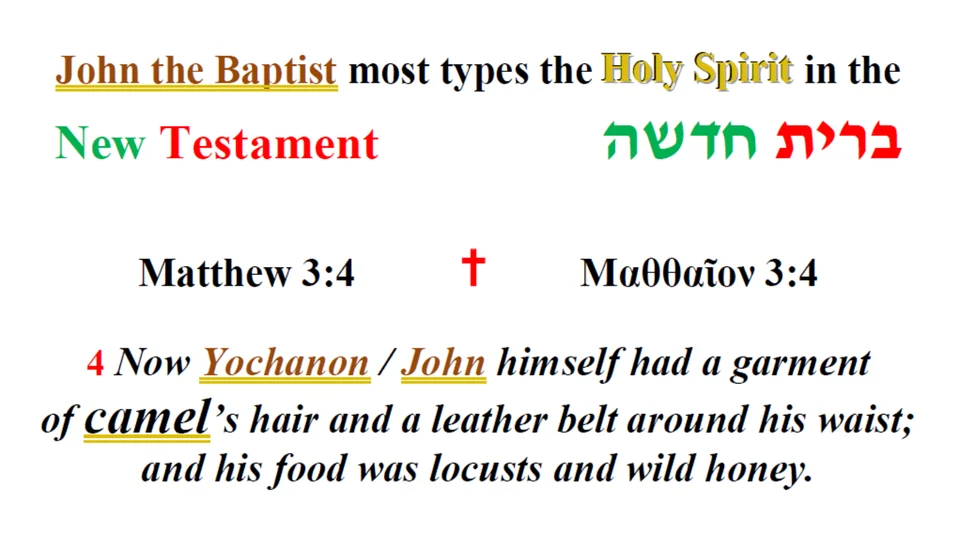 John the Baptist most types the Holy Spirit in the
New Testament ברית חדשה
Matthew 3:4 ✝ Μαθθαῖον 3:4
4 Now Yochanon / John himself had a garment
of camel’s hair and a leather belt around his waist;
and his food was locusts and wild honey.